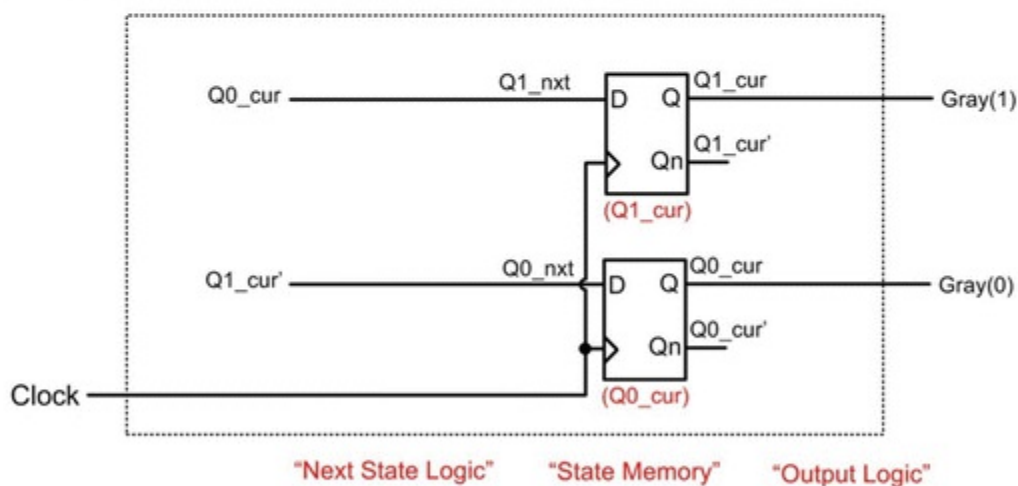 Q0_cur
Q1_nxt
D
Q
Q1_cur
Gray(1)
Q1_cur'
Qn
(Q1_cur)
Q1_cur'
Q0_nxt
D
Q
Q0_cur
Gray(0)
Q0_cur'
Qn
(Q0_cur)
Clock
“Next State Logic”
“State Memory”
“Output Logic”